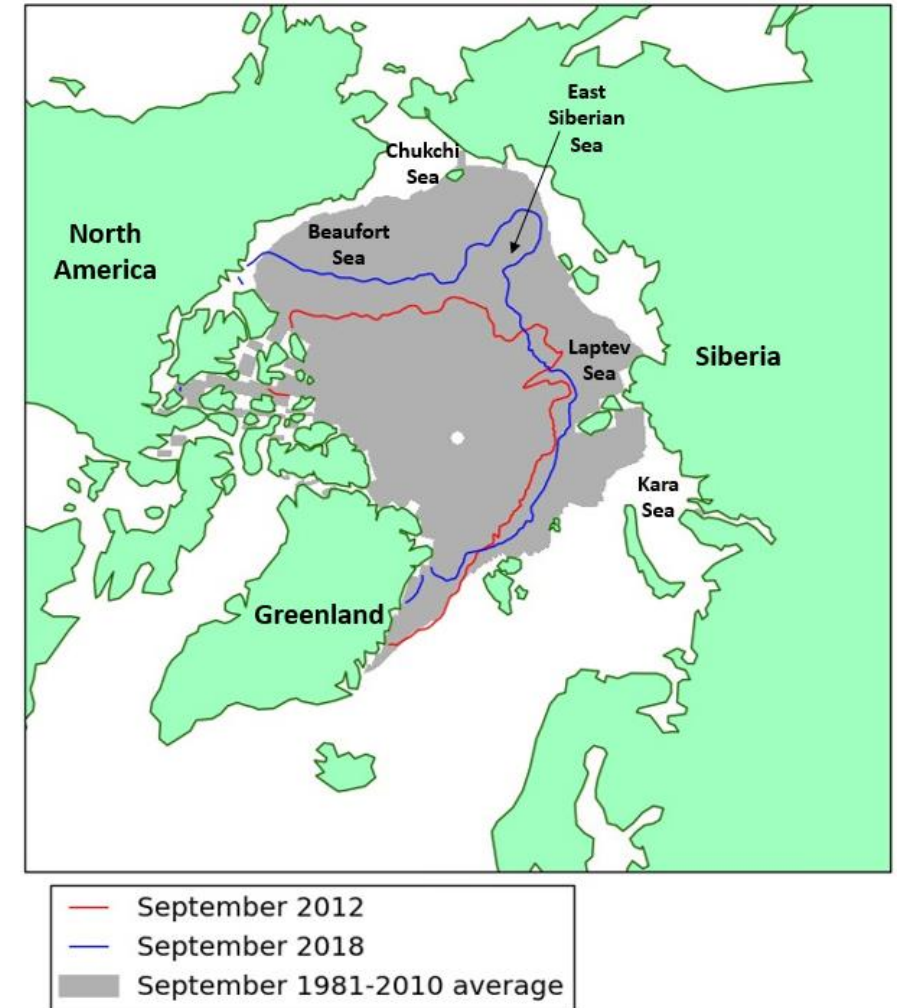 East
Siberian
Sea
Chukchi
Sea
North
America
Beaufort
Sea
Laptev
Sea
Siberia
Kara
Sea
Greenland
September 2012
September 2018
September 1981-2010 average